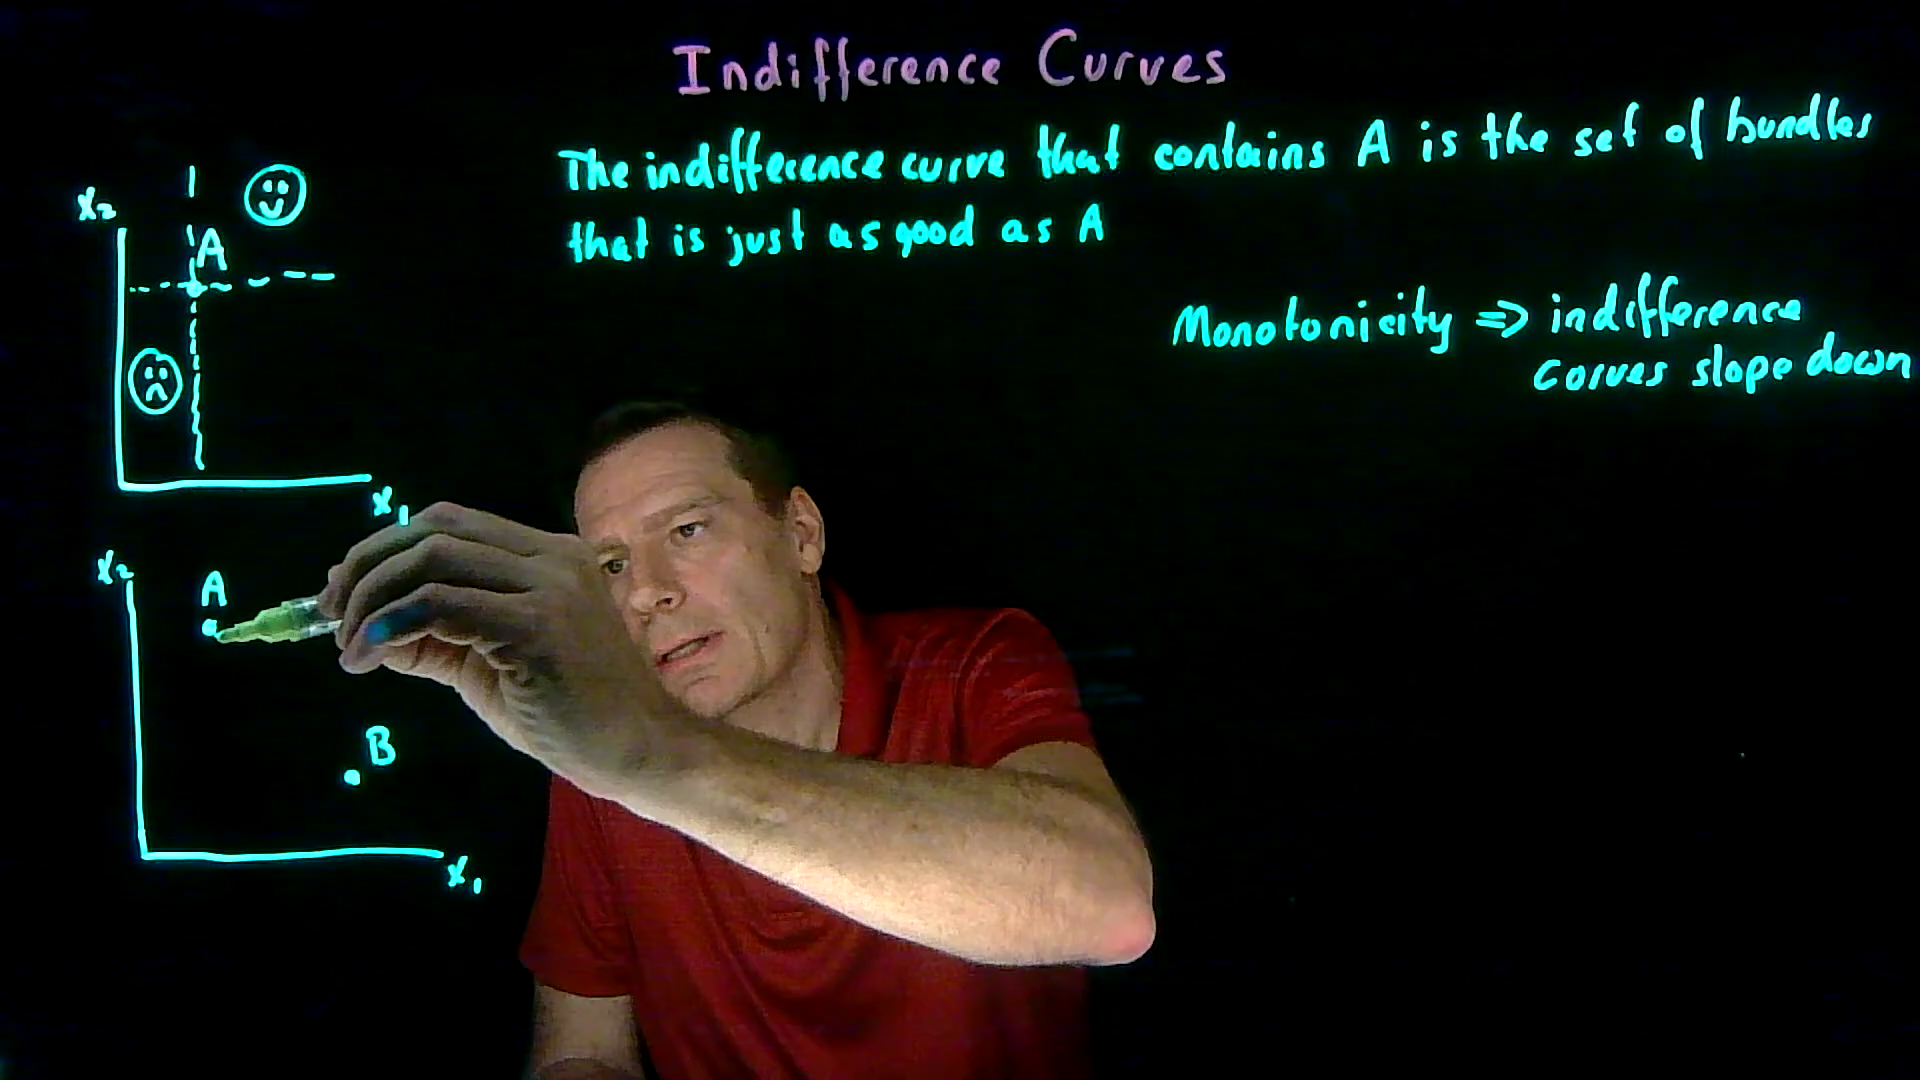 Indifference Curves
The indifference curve that contains A is the set of bundles
that is just as good as A
Monotonicity => indifference
curves slope down
x2
A
x1
x2
A
B
x1